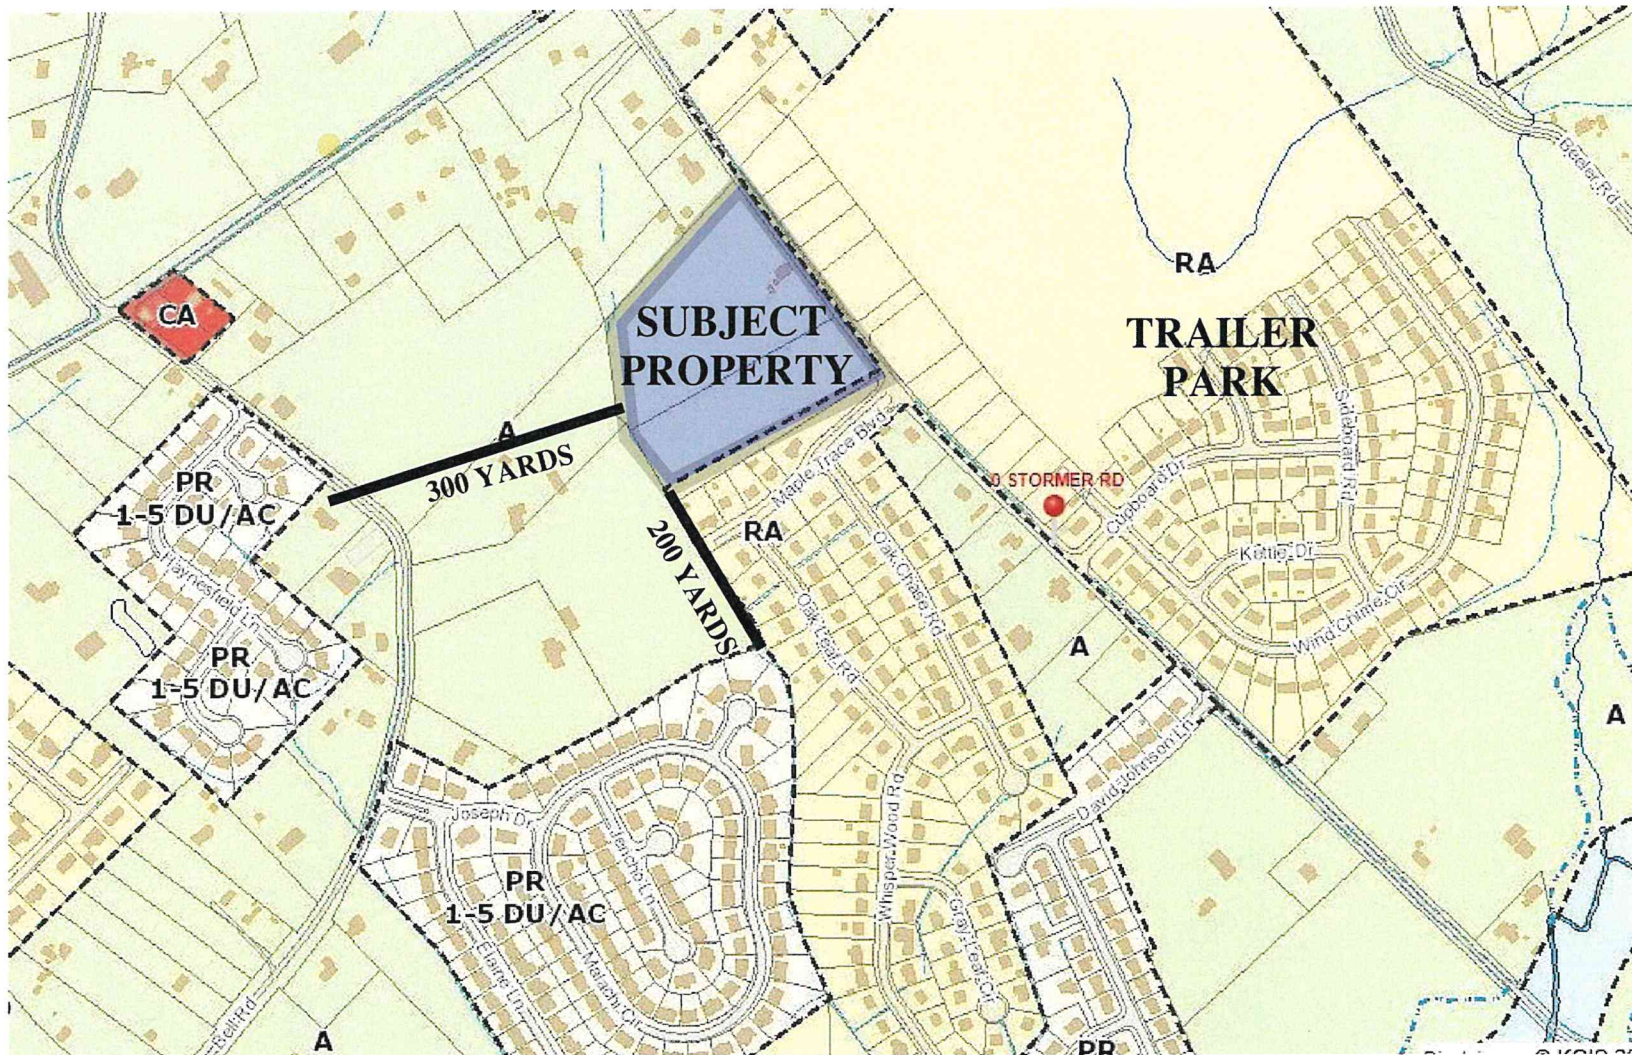 Beeler Rd
RA
CA
SUBJECT
PROPERTY
TRAILER
PARK
A
300 YARDS
PR
1-5 DU/AC
Maple Trace Blvd
0 STORMER RD
Cupboard Dr
Sideboard Rd
RA
200 YARDS
Oak Chase Rd
Kettle Dr
Haynesfield Ln
Oak Leaf Rd
Wind Chime Cir
A
PR
1-5 DU/AC
A
David Johnson Ln
Joseph Dr
Jericho Ln
Whisper Wood Rd
PR
1-5 DU/AC
Gray Leaf Cir
Elaine Ln
Malachi Cir
Bell Rd
A
PR